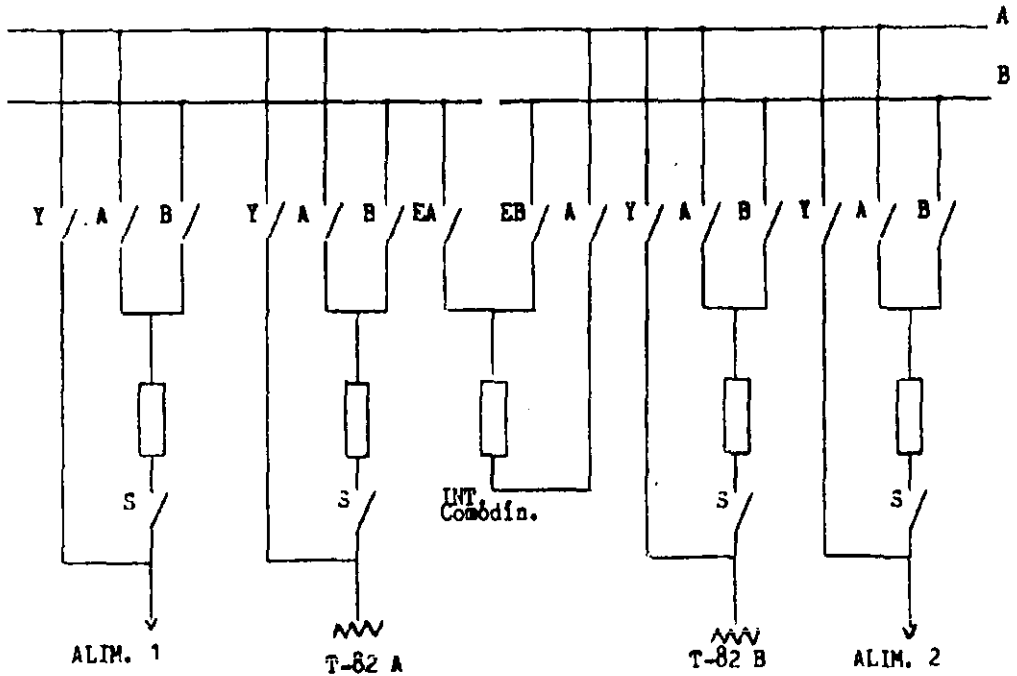 A
B
Y A B Y A B EA EB A Y A B Y A B
S S INT. S S
Comodín.
ALIM. 1 T-82 A T-82 B ALIM. 2